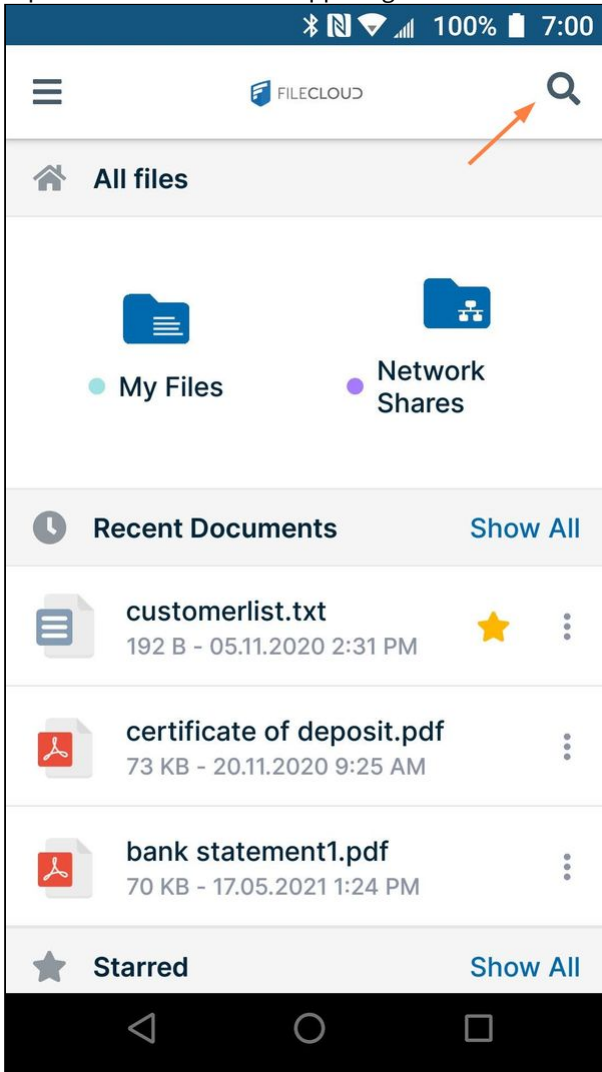 100% 7:00
FILECLOUD
All files
My Files
Network
Shares
Recent Documents Show All
customerlist.txt
192 B - 05.11.2020 2:31 PM
certificate of deposit.pdf
73 KB - 20.11.2020 9:25 AM
bank statement1.pdf
70 KB - 17.05.2021 1:24 PM
Starred Show All